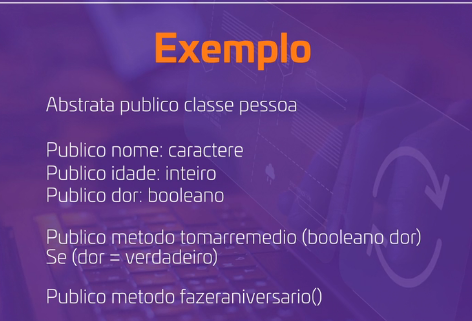 Exemplo
Abstrata publico classe pessoa
Publico nome: caractere
Publico idade: inteiro
Publico dor: booleano
Publico metodo tomarremedio (booleano dor)
Se (dor = verdadeiro)
Publico metodo fazeraniversario()